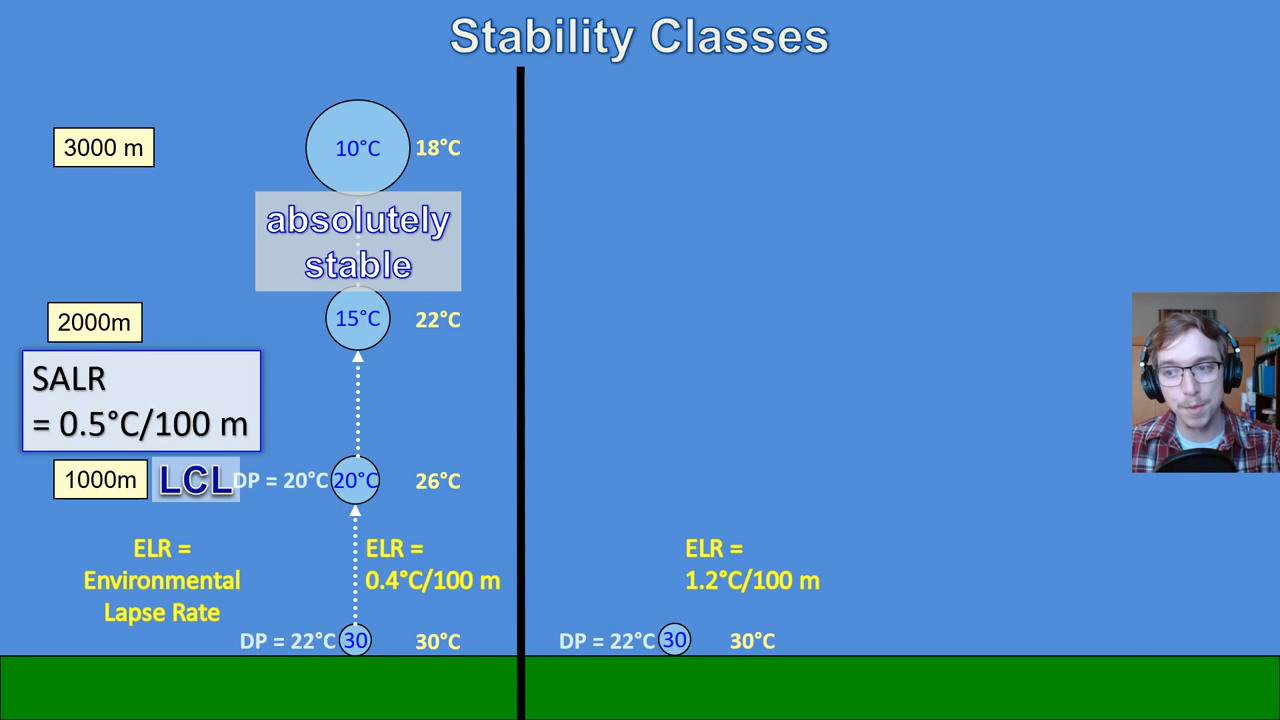 Stability Classes
3000 m
10°C
18°C
absolutely
stable
2000m
15°C
22°C
SALR
= 0.5°C/100 m
1000m
LCL
DP = 20°C
20°C
26°C
ELR =
Environmental
Lapse Rate
ELR =
0.4°C/100 m
ELR =
1.2°C/100 m
DP = 22°C
30
30°C
DP = 22°C
30
30°C